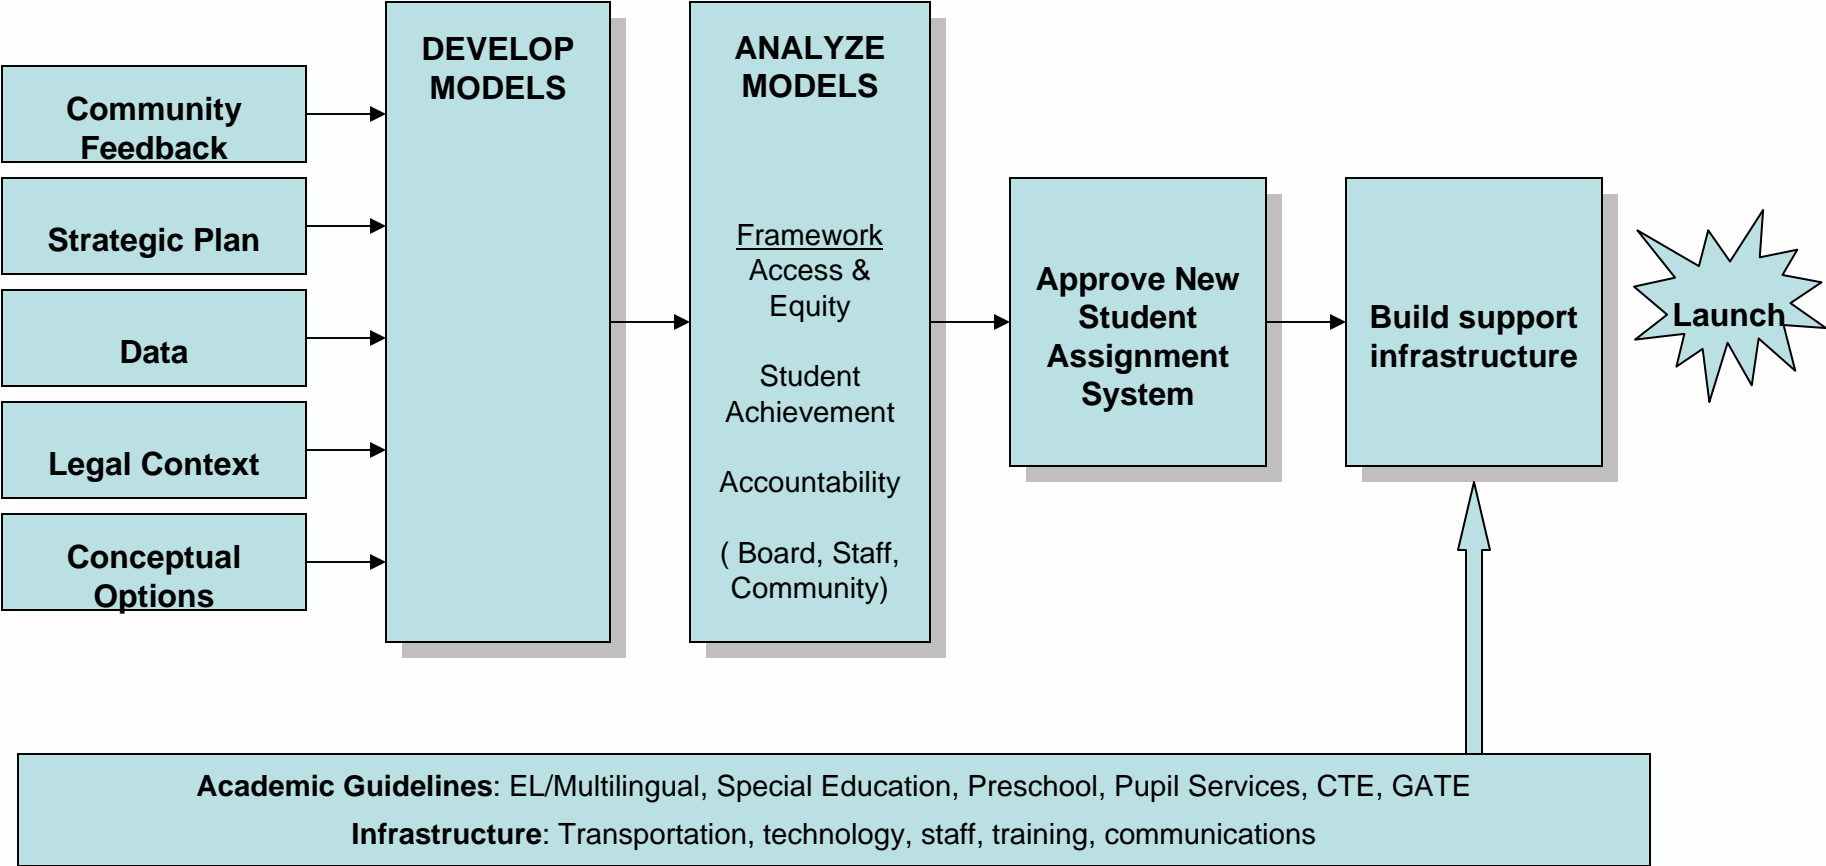 Community
Feedback
Strategic Plan
Data
Legal Context
Conceptual
Options
DEVELOP
MODELS
ANALYZE
MODELS
Framework
Access &
Equity
Student
Achievement
Accountability
( Board, Staff,
Community)
Approve New
Student
Assignment
System
Build support
infrastructure
Launch
Academic Guidelines: EL/Multilingual, Special Education, Preschool, Pupil Services, CTE, GATE
Infrastructure: Transportation, technology, staff, training, communications